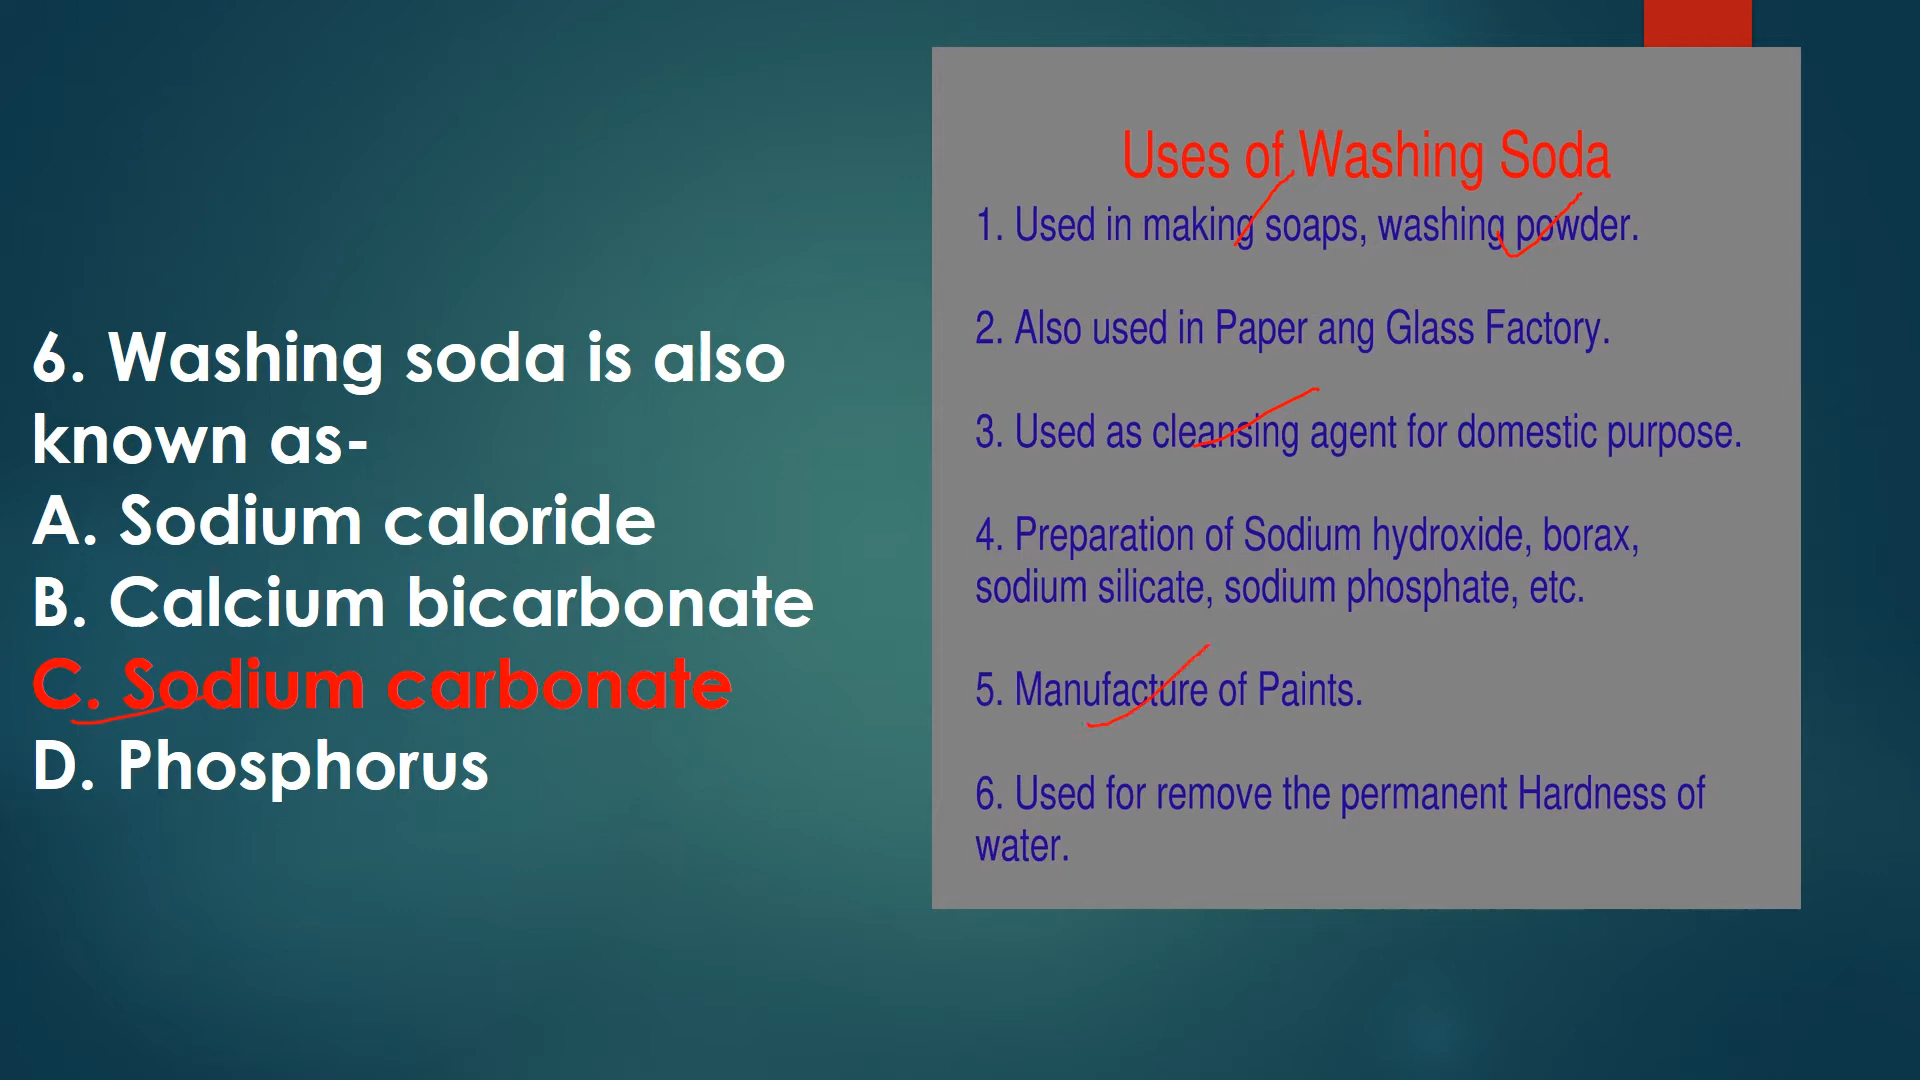 6. Washing soda is also
known as-
A. Sodium caloride
B. Calcium bicarbonate
C. Sodium carbonate
D. Phosphorus
Uses of Washing Soda
1. Used in making soaps, washing powder.
2. Also used in Paper ang Glass Factory.
3. Used as cleansing agent for domestic purpose.
4. Preparation of Sodium hydroxide, borax,
sodium silicate, sodium phosphate, etc.
5. Manufacture of Paints.
6. Used for remove the permanent Hardness of
water.